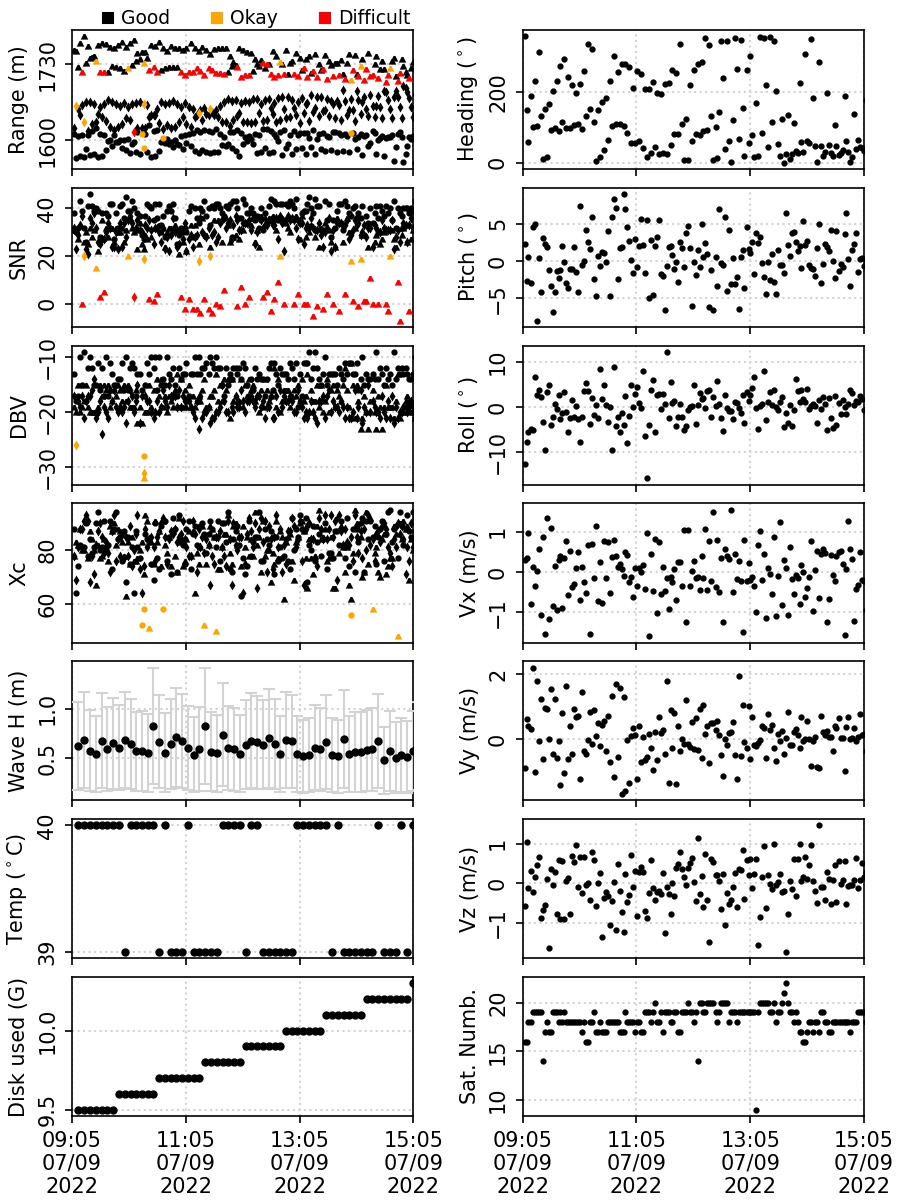 Good Okay Difficult
Range (m)
1730
1600
Heading (°)
200
0
SNR
40
20
0
Pitch (°)
5
0
−5
DBV
−10
−20
−30
Roll (°)
10
0
−10
Xc
80
60
Vx (m/s)
1
0
−1
Wave H (m)
1.0
0.5
Vy (m/s)
2
0
Temp (°C)
40
39
Vz (m/s)
1
0
−1
Disk used (G)
10.0
9.5
Sat. Numb.
20
15
10
09:05 11:05 13:05 15:05
07/09 07/09 07/09 07/09
2022 2022 2022 2022
09:05 11:05 13:05 15:05
07/09 07/09 07/09 07/09
2022 2022 2022 2022